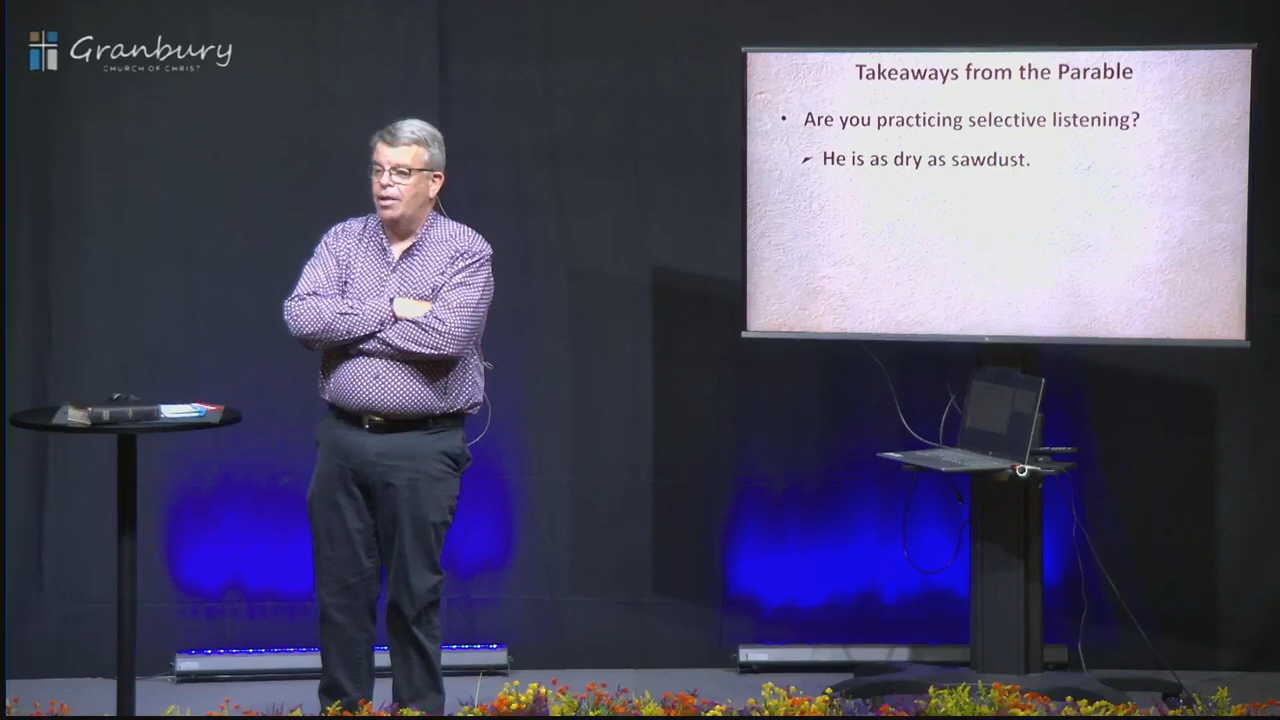 Granbury
CHURCH OF CHRIST
Takeaways from the Parable
• Are you practicing selective listening?
➢ He is as dry as sawdust.